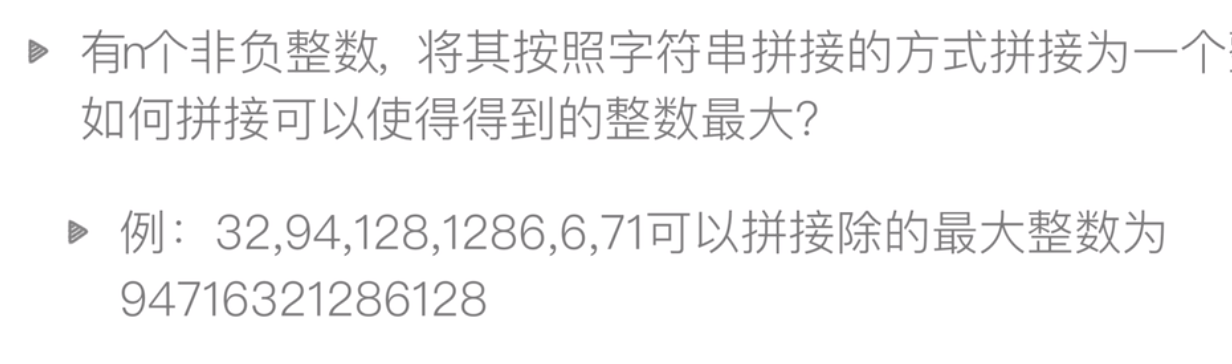 有n个非负整数，将其按照字符串拼接的方式拼接为一个
如何拼接可以使得得到的整数最大？
例：32,94,128,1286,6,71可以拼接除的最大整数为
94716321286128